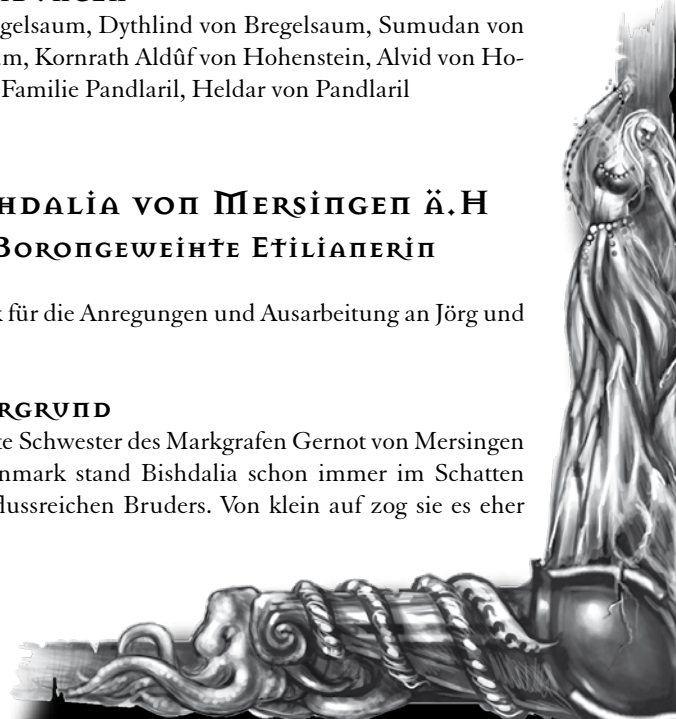 gelsaum, Dythlind von Bregelsaum, Sumudan von
m, Kornrath Aldûf von Hohenstein, Alvid von Ho-
Familie Pandlaril, Heldar von Pandlaril
hdalia von Mersingen ä.H
Borongeweihte Etilianerin
k für die Anregungen und Ausarbeitung an Jörg und
rgrund
te Schwester des Markgrafen Gernot von Mersingen
nmark stand Bishdalia schon immer im Schatten
flussreichen Bruders. Von klein auf zog sie es eher